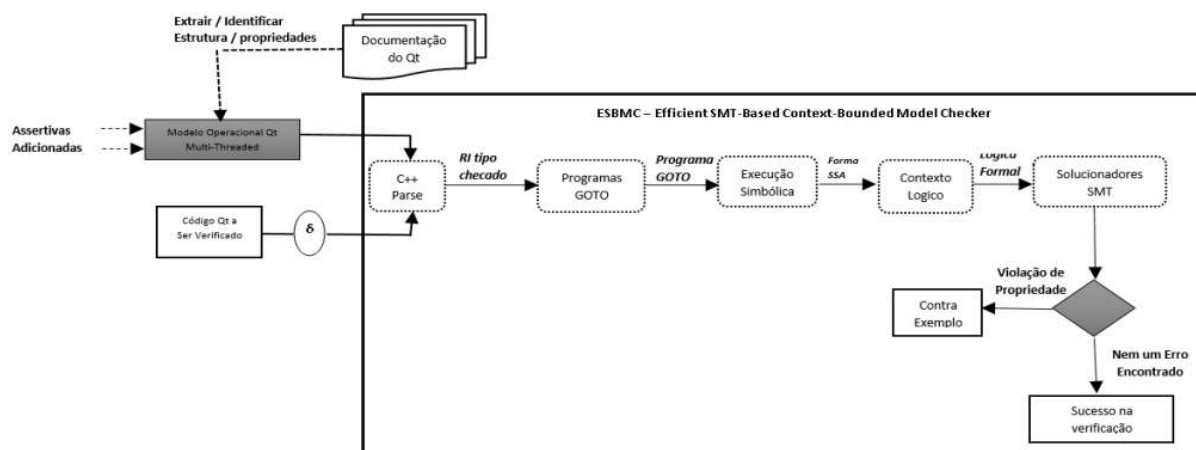 Extrair / Identificar
Estrutura / propriedades
Documentação
do Qt
ESBMC – Efficient SMT-Based Context-Bounded Model Checker
Assertivas
Adicionadas
Modelo Operacional Qt
Multi-Threaded
C++
Parse
RI tipo
checado
Programas
GOTO
Programa
GOTO
Execução
Simbólica
Forma
SSA
Contexto
Logico
Lógica
Formal
Solucionadores
SMT
Código Qt a
Ser Verificado
δ
Violação de
Propriedade
Contra
Exemplo
Nem um Erro
Encontrado
Sucesso na
verificação